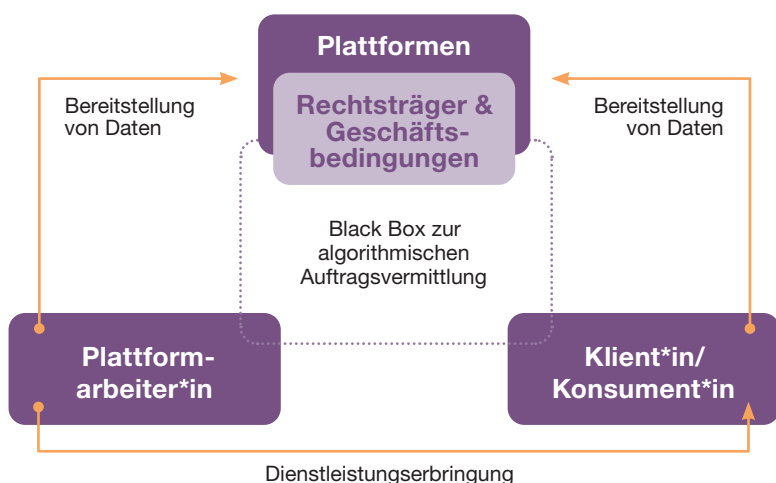 Plattformen
Rechtsträger &
Geschäfts-
bedingungen
Bereitstellung
von Daten
Bereitstellung
von Daten
Black Box zur
algorithmischen
Auftragsvermittlung
Plattform-
arbeiter*in
Klient*in/
Konsument*in
Dienstleistungserbringung